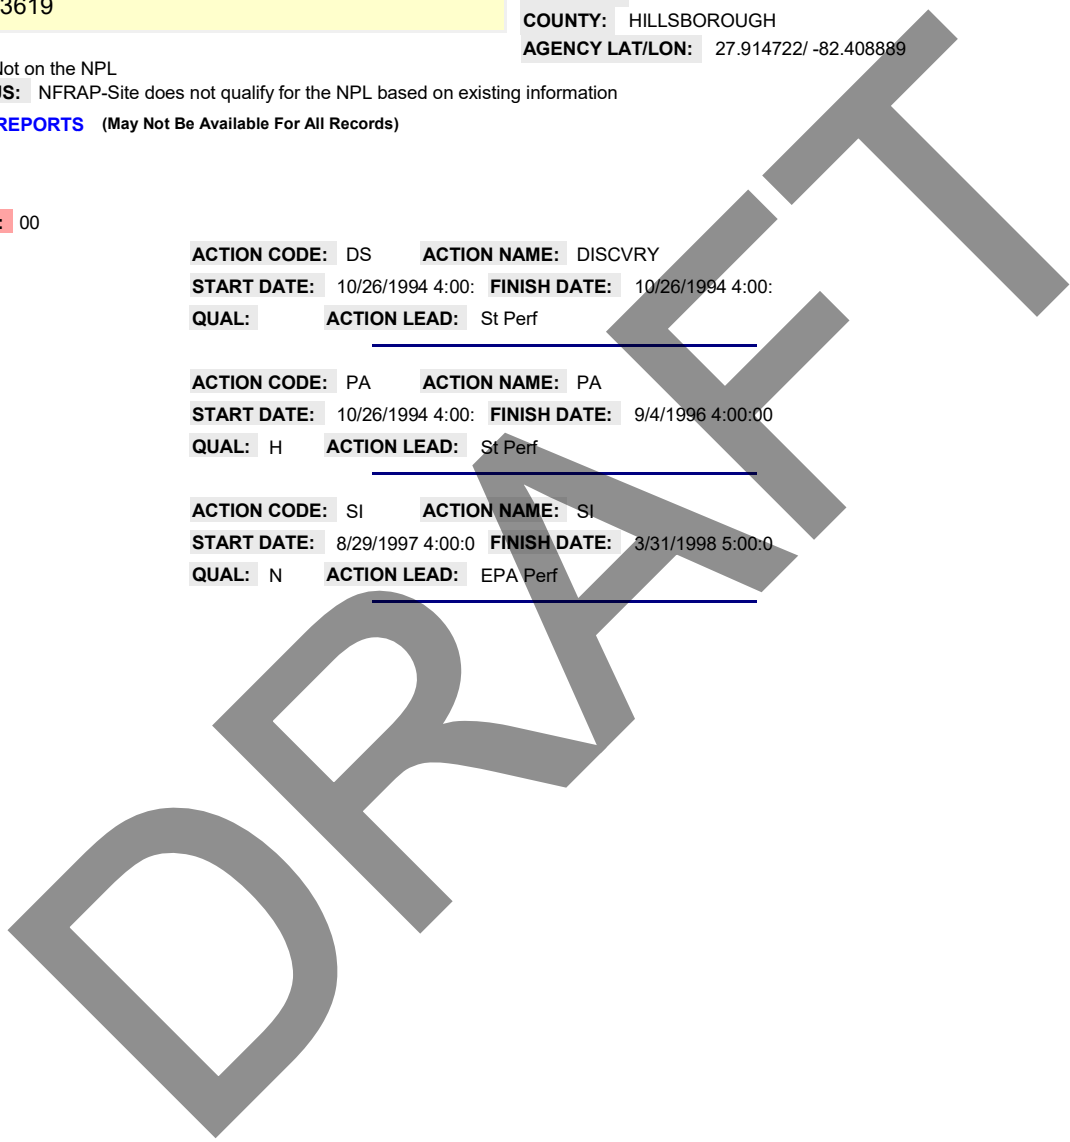 3619
COUNTY: HILLSBOROUGH
AGENCY LAT/LON: 27.914722/ -82.408889
Not on the NPL
US: NFRAP-Site does not qualify for the NPL based on existing information
REPORTS (May Not Be Available For All Records)
: 00
ACTION CODE: DS ACTION NAME: DISCVRY
START DATE: 10/26/1994 4:00: FINISH DATE: 10/26/1994 4:00:
QUAL: ACTION LEAD: St Perf
ACTION CODE: PA ACTION NAME: PA
START DATE: 10/26/1994 4:00: FINISH DATE: 9/4/1996 4:00:00
QUAL: H ACTION LEAD: St Perf
ACTION CODE: SI ACTION NAME: SI
START DATE: 8/29/1997 4:00:0 FINISH DATE: 3/31/1998 5:00:0
QUAL: N ACTION LEAD: EPA Perf
DRAFT